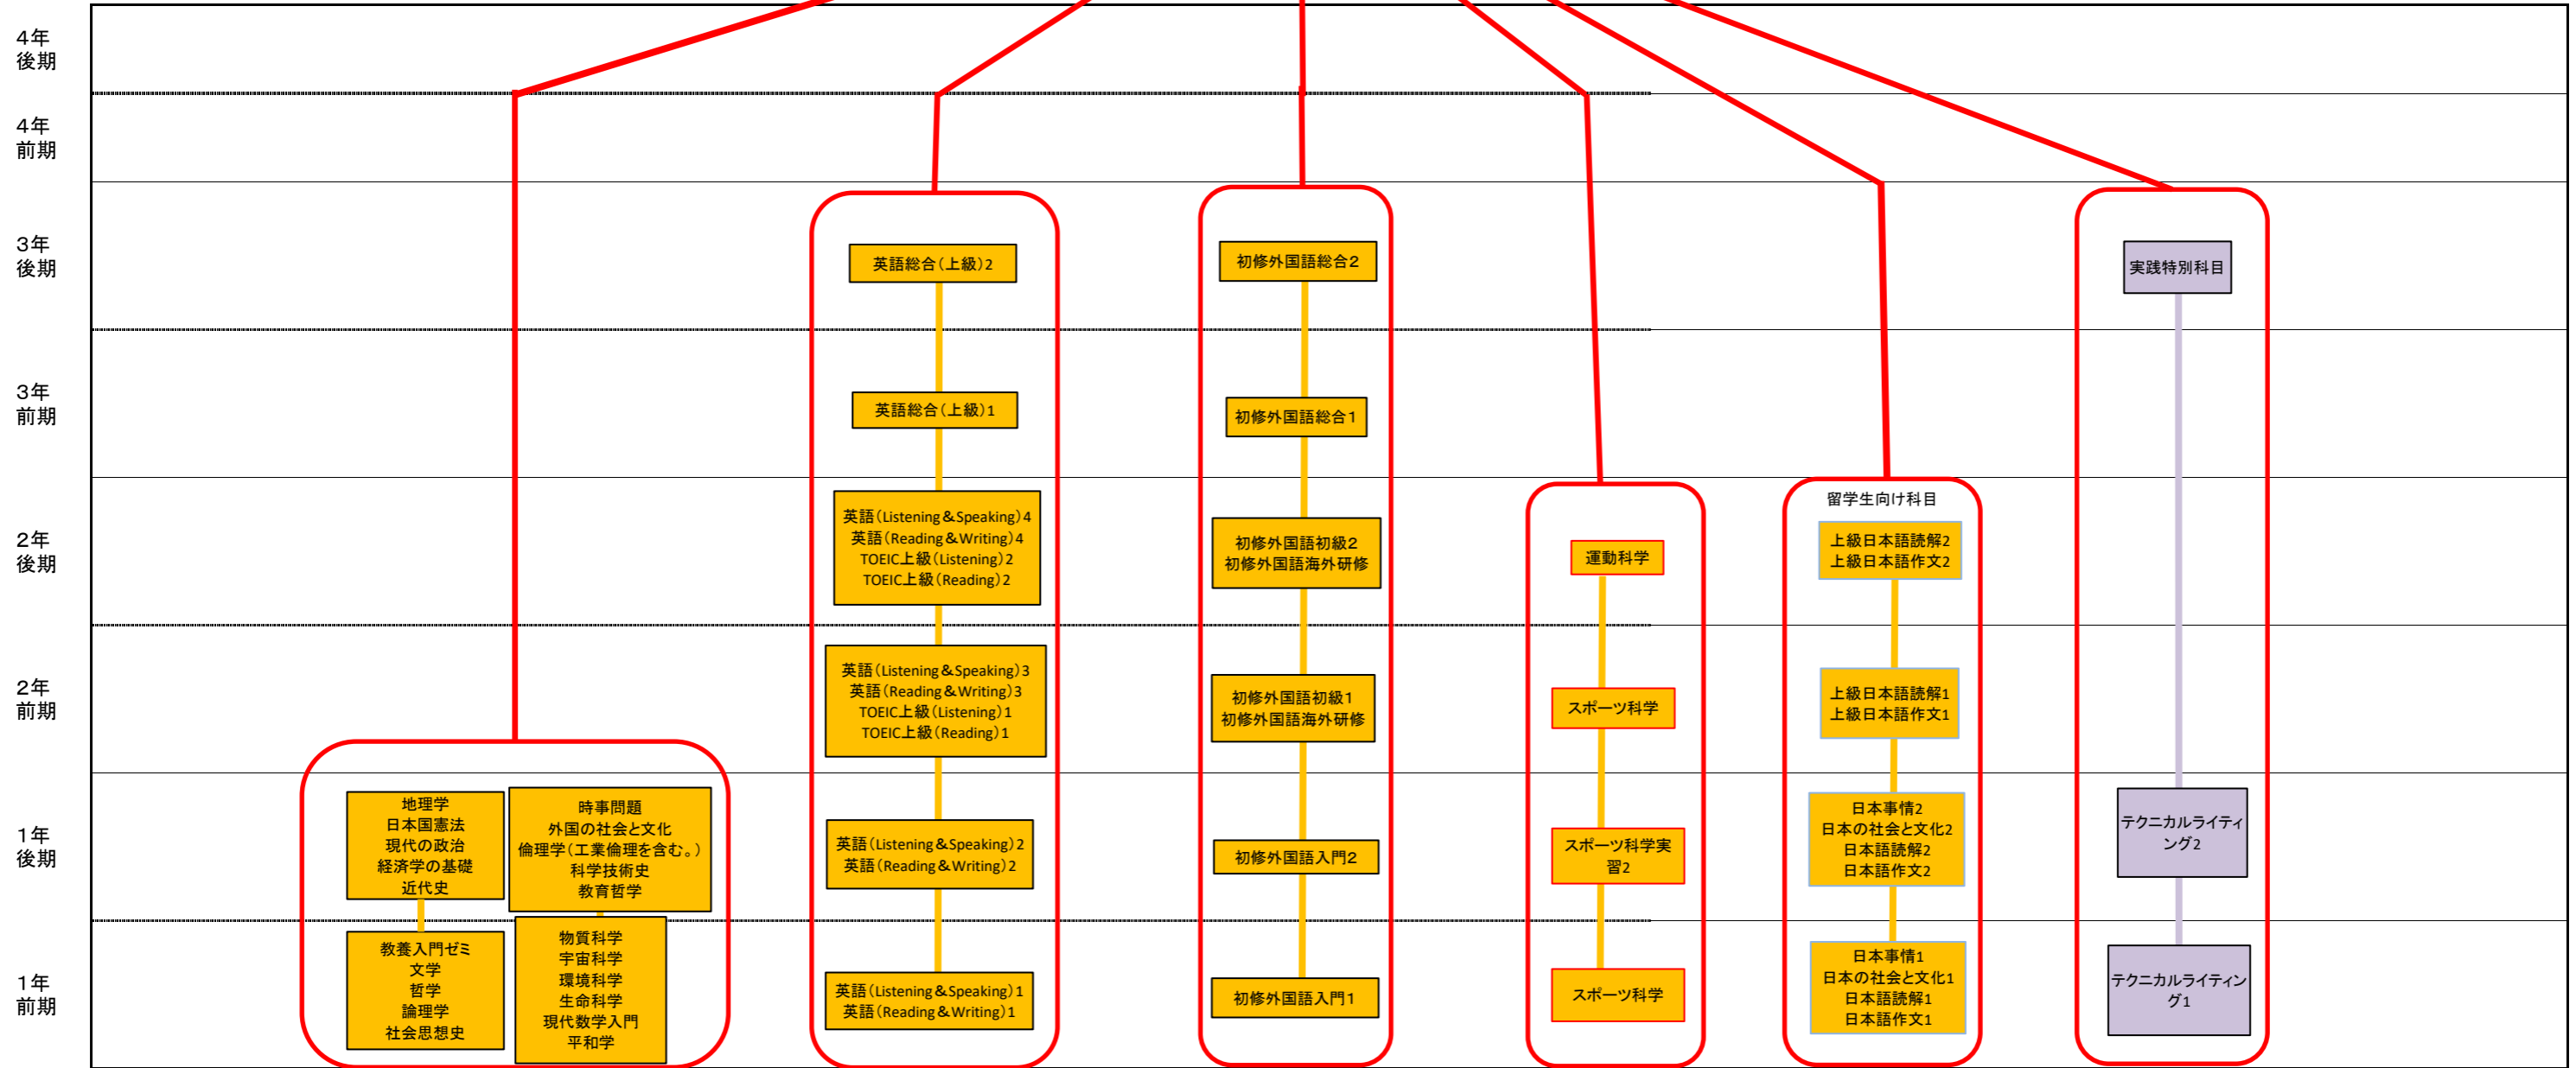 4年
後期
4年
前期
3年
後期
英語総合(上級)2
初修外国語総合2
実践特別科目
3年
前期
英語総合(上級)1
初修外国語総合1
2年
後期
英語(Listening&Speaking)4
英語(Reading&Writing)4
TOEIC上級(Listening)2
TOEIC上級(Reading)2
初修外国語初級2
初修外国語海外研修
運動科学
留学生向け科目
上級日本語読解2
上級日本語作文2
2年
前期
英語(Listening&Speaking)3
英語(Reading&Writing)3
TOEIC上級(Listening)1
TOEIC上級(Reading)1
初修外国語初級1
初修外国語海外研修
スポーツ科学
上級日本語読解1
上級日本語作文1
1年
後期
地理学
日本国憲法
現代の政治
経済学の基礎
近代史
時事問題
外国の社会と文化
倫理学(工業倫理を含む。)
科学技術史
教育哲学
英語(Listening&Speaking)2
英語(Reading&Writing)2
初修外国語入門2
スポーツ科学実
習2
日本事情2
日本の社会と文化2
日本語読解2
日本語作文2
テクニカルライティ
ング2
1年
前期
教養入門ゼミ
文学
哲学
論理学
社会思想史
物質科学
宇宙科学
環境科学
生命科学
現代数学入門
平和学
英語(Listening&Speaking)1
英語(Reading&Writing)1
初修外国語入門1
スポーツ科学
日本事情1
日本の社会と文化1
日本語読解1
日本語作文1
テクニカルライティン
グ1